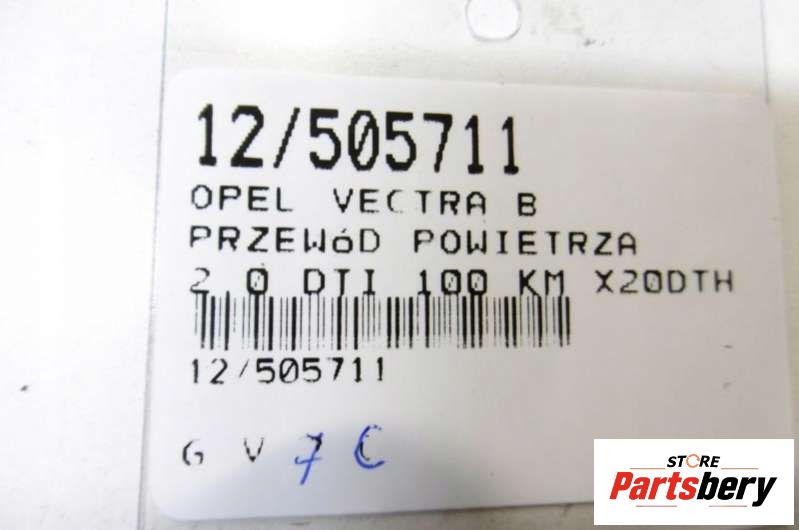 12/505711
OPEL VECTRA B
PRZEWóD POWIETRZA
2.0 DTI 100 KM X20DTH
12/505711
G V 7 C
STORE
Partsbery